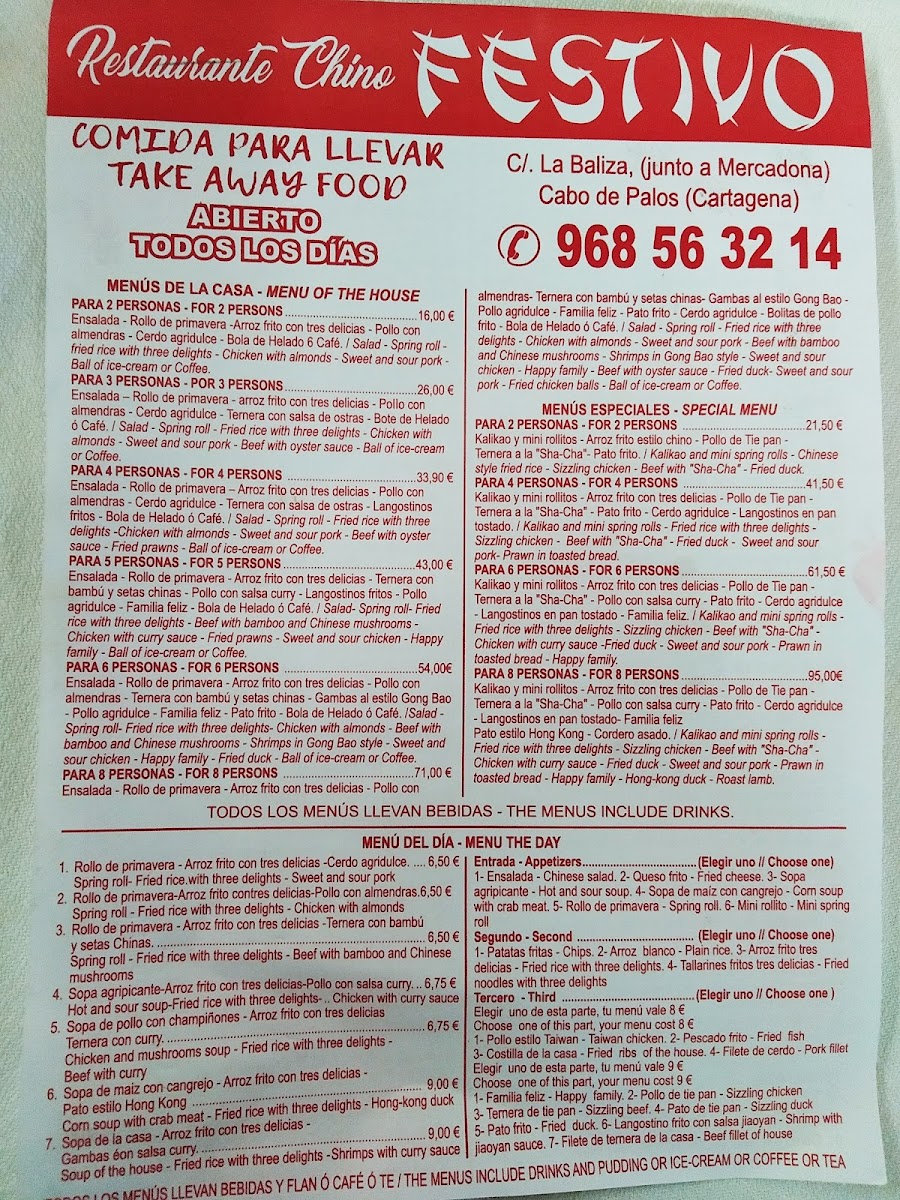 Restaurante Chino FESTIVO
COMIDA PARA LLEVAR
TAKE AWAY FOOD
ABIERTO
TODOS LOS DÍAS
C/. La Baliza, (junto a Mercadona)
Cabo de Palos (Cartagena)
968 56 32 14
MENÚS DE LA CASA - MENU OF THE HOUSE
PARA 2 PERSONAS - FOR 2 PERSONS 16,00 €
Ensalada - Rollo de primavera -Arroz frito con tres delicias - Pollo con
almendras - Cerdo agridulce - Bola de Helado ó Café. / Salad - Spring roll -
fried rice with three delights - Chicken with almonds - Sweet and sour pork -
Ball of ice-cream or Coffee.
PARA 3 PERSONAS - POR 3 PERSONS 26,00 €
Ensalada – Rollo de primavera - arroz frito con tres delicias - Pollo con
almendras - Cerdo agridulce - Ternera con salsa de ostras - Bote de Helado
ó Café. / Salad - Spring roll - Fried rice with three delights - Chicken with
almonds - Sweet and sour pork - Beef with oyster sauce - Ball of ice-cream
or Coffee.
PARA 4 PERSONAS - FOR 4 PERSONS 33,90 €
Ensalada - Rollo de primavera – Arroz frito con tres delicias - Pollo con
almendras - Cerdo agridulce - Ternera con salsa de ostras - Langostinos
fritos - Bola de Helado ó Café. / Salad - Spring roll - Fried rice with three
delights -Chicken with almonds - Sweet and sour pork - Beef with oyster
sauce - Fried prawns - Ball of ice-cream or Coffee.
PARA 5 PERSONAS - FOR 5 PERSONS 43,00 €
Ensalada - Rollo de primavera - Arroz frito con tres delicias - Ternera con
bambú y setas chinas - Pollo con salsa curry - Langostinos fritos - Pollo
agridulce - Familia feliz - Bola de Helado ó Café. / Salad- Spring roll- Fried
rice with three delights - Beef with bamboo and Chinese mushrooms -
Chicken with curry sauce - Fried prawns - Sweet and sour chicken - Happy
family - Ball of ice-cream or Coffee.
PARA 6 PERSONAS - FOR 6 PERSONS 54,00€
Ensalada - Rollo de primavera - Arroz frito con tres delicias - Pollo con
almendras - Ternera con bambú y setas chinas - Gambas al estilo Gong Bao
- Pollo agridulce - Familia feliz - Pato frito - Bola de Helado ó Café. /Salad -
Spring roll- Fried rice with three delights- Chicken with almonds - Beef with
bamboo and Chinese mushrooms - Shrimps in Gong Bao style - Sweet and
sour chicken - Happy family - Fried duck - Ball of ice-cream or Coffee.
PARA 8 PERSONAS - FOR 8 PERSONS 71,00 €
Ensalada - Rollo de primavera - Arroz frito con tres delicias - Pollo con
almendras- Ternera con bambú y setas chinas- Gambas al estilo Gong Bao -
Pollo agridulce - Familia feliz - Pato frito - Cerdo agridulce - Bolitas de pollo
frito - Bola de Helado ó Café. / Salad - Spring roll - Fried rice with three
delights - Chicken with almonds - Sweet and sour pork - Beef with bamboo
and Chinese mushrooms - Shrimps in Gong Bao style - Sweet and sour
chicken - Happy family - Beef with oyster sauce - Fried duck- Sweet and sour
pork - Fried chicken balls - Ball of ice-cream or Coffee.
MENÚS ESPECIALES - SPECIAL MENU
PARA 2 PERSONAS - FOR 2 PERSONS 21,50 €
Kalikao y mini rollitos - Arroz frito estilo chino - Pollo de Tie pan -
Ternera a la "Sha-Cha"- Pato frito. / Kalikao and mini spring rolls - Chinese
style fried rice - Sizzling chicken - Beef with "Sha-Cha" - Fried duck.
PARA 4 PERSONAS - FOR 4 PERSONS 41,50 €
Kalikao y mini rollitos - Arroz frito con tres delicias - Pollo de Tie pan -
Ternera a la "Sha-Cha" - Pato frito - Cerdo agridulce - Langostinos en pan
tostado. / Kalikao and mini spring rolls - Fried rice with three delights -
Sizzling chicken - Beef with "Sha-Cha" - Fried duck - Sweet and sour
pork- Prawn in toasted bread.
PARA 6 PERSONAS - FOR 6 PERSONS 61,50 €
Kalikao y mini rollitos - Arroz frito con tres delicias - Pollo de Tie-pan -
Ternera a la "Sha-Cha" - Pollo con salsa curry - Pato frito - Cerdo agridulce
- Langostinos en pan tostado - Familia feliz. / Kalikao and mini spring rolls -
Fried rice with three delights - Sizzling chicken - Beef with "Sha-Cha" -
Chicken with curry sauce -Fried duck - Sweet and sour pork - Prawn in
toasted bread - Happy family.
PARA 8 PERSONAS - FOR 8 PERSONS 95,00€
Kalikao y mini rollitos - Arroz frito con tres delicias - Pollo de Tie-pan -
Ternera a la "Sha-Cha" - Pollo con salsa curry - Pato frito - Cerdo agridulce
- Langostinos en pan tostado- Familia feliz
Pato estilo Hong Kong - Cordero asado. / Kalikao and mini spring rolls -
Fried rice with three delights - Sizzling chicken - Beef with "Sha-Cha" -
Chicken with curry sauce - Fried duck - Sweet and sour pork - Prawn in
toasted bread - Happy family - Hong-kong duck - Roast lamb.
TODOS LOS MENÚS LLEVAN BEBIDAS - THE MENUS INCLUDE DRINKS.
MENÚ DEL DÍA - MENU THE DAY
1. Rollo de primavera - Arroz frito con tres delicias -Cerdo agridulce. .... 6,50 €
Spring roll- Fried rice.with three delights - Sweet and sour pork
2. Rollo de primavera-Arroz frito contres delicias-Pollo con almendras.6,50 €
Spring roll - Fried rice with three delights - Chicken with almonds
3. Rollo de primavera - Arroz frito con tres delicias -Ternera con bambú
y setas Chinas. 6,50 €
Spring roll - Fried rice with three delights - Beef with bamboo and Chinese
mushrooms
4. Sopa agripicante-Arroz frito con tres delicias-Pollo con salsa curry... 6,75 €
Hot and sour soup-Fried rice with three delights- .. Chicken with curry sauce
5. Sopa de pollo con champiñones - Arroz frito con tres delicias
Ternera con curry. 6,75 €
Chicken and mushrooms soup - Fried rice with three delights -
Beef with curry
6. Sopa de maiz con cangrejo - Arroz frito con tres delicias -
Pato estilo Hong Kong 9,00 €
Corn soup with crab meat - Fried rice with three delights - Hong-kong duck
7. Sopa de la casa - Arroz frito con tres delicias -
Gambas éon salsa curry. 9,00 €
Soup of the house - Fried rice with three delights -Shrimps with curry sauce
Entrada - Appetizers (Elegir uno // Choose one)
1- Ensalada - Chinese salad. 2- Queso frito - Fried cheese. 3- Sopa
agripicante - Hot and sour soup. 4- Sopa de maíz con cangrejo - Corn soup
with crab meat. 5- Rollo de primavera - Spring roll. 6- Mini rollito - Mini spring
roll
Segundo - Second (Elegir uno // Choose one)
1- Patatas fritas - Chips. 2- Arroz blanco - Plain rice. 3- Arroz frito tres
delicias - Fried rice with three delights. 4- Tallarines fritos tres delicias - Fried
noodles with three delights
Tercero - Third (Elegir uno // Choose one )
Elegir uno de esta parte, tu menú vale 8 €
Choose one of this part, your menu cost 8 €
1- Pollo estilo Taiwan - Taiwan chicken. 2- Pescado frito - Fried fish
3- Costilla de la casa - Fried ribs of the house. 4- Filete de cerdo - Pork fillet
Elegir uno de esta parte, tu menú vale 9 €
Choose one of this part, your menu cost 9 €
1- Familia feliz - Happy family. 2- Pollo de tie pan - Sizzling chicken
3- Ternera de tie pan - Sizzling beef. 4- Pato de tie pan - Sizzling duck
5- Pato frito - Fried duck. 6- Langostino frito con salsa jiaoyan - Shrimp with
jiaoyan sauce. 7- Filete de ternera de la casa - Beef fillet of house
TODOS LOS MENÚS LLEVAN BEBIDAS Y FLAN Ó CAFÉ Ó TE / THE MENUS INCLUDE DRINKS AND PUDDING OR ICE-CREAM OR COFFEE OR TEA